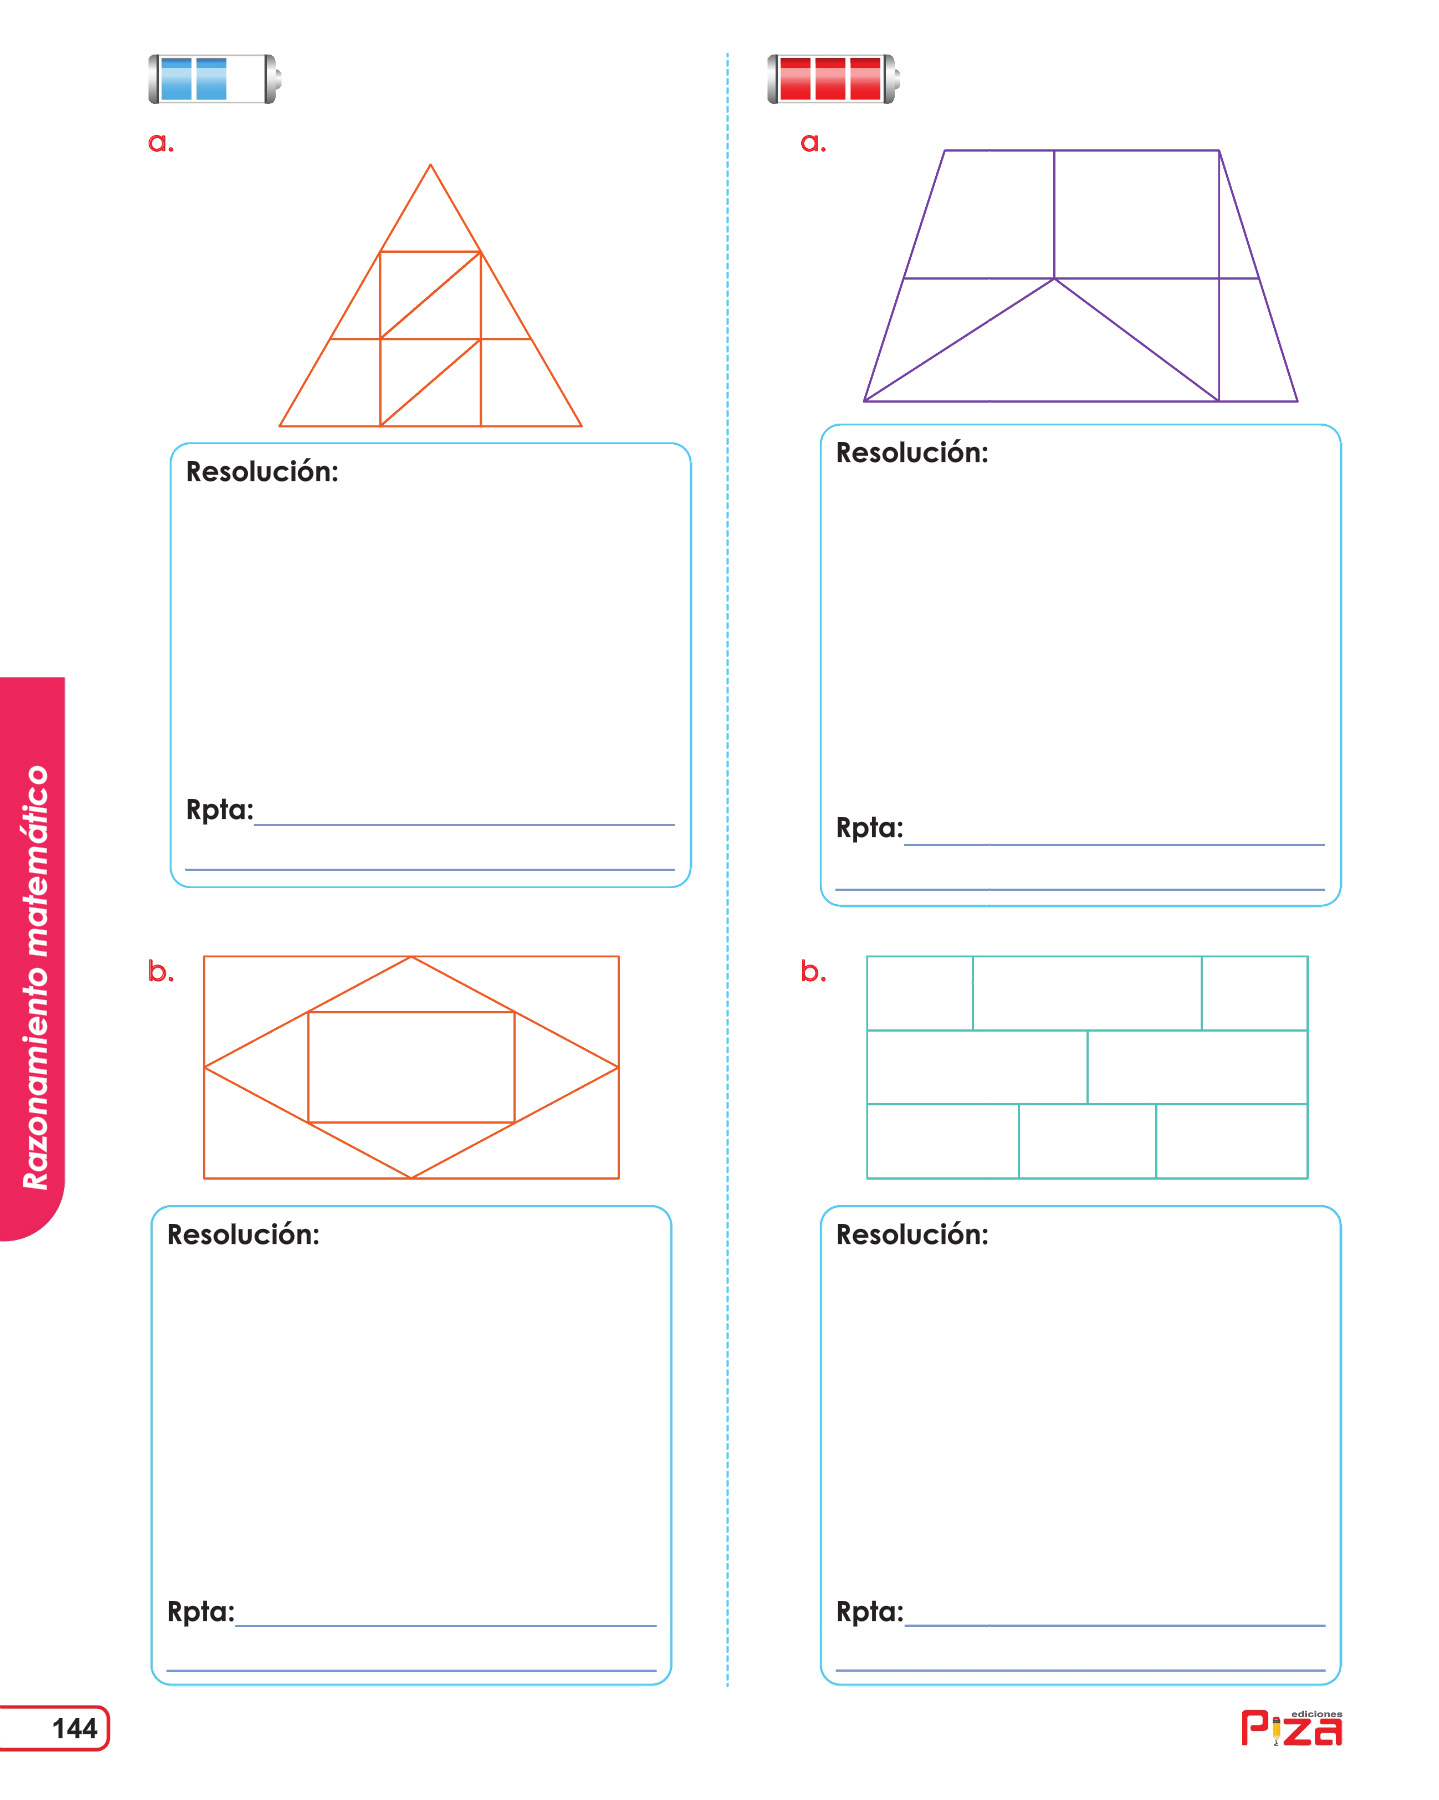 a.
Resolución:
Rpta:
b.
Resolución:
Rpta:
a.
Resolución:
Rpta:
b.
Resolución:
Rpta:
Razonamiento matemático
144
ediciones
Piza